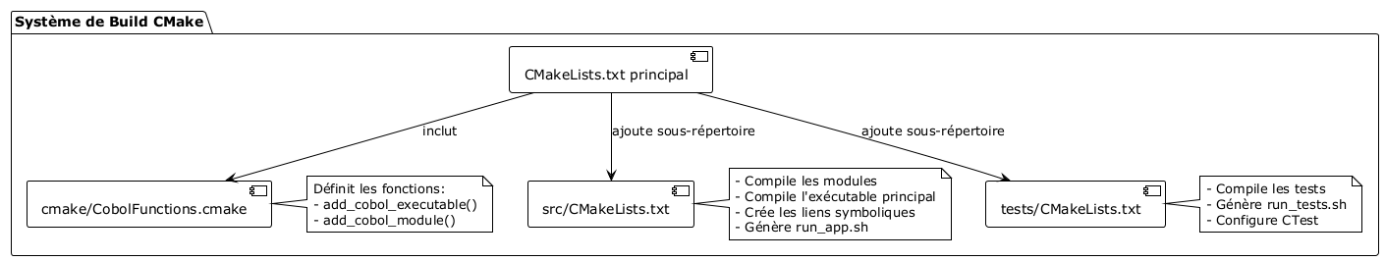 Système de Build CMake
CMakeLists.txt principal
inclut
ajoute sous-répertoire
ajoute sous-répertoire
cmake/CobolFunctions.cmake
Définit les fonctions:
- add_cobol_executable()
- add_cobol_module()
src/CMakeLists.txt
- Compile les modules
- Compile l'exécutable principal
- Crée les liens symboliques
- Génère run_app.sh
tests/CMakeLists.txt
- Compile les tests
- Génère run_tests.sh
- Configure CTest